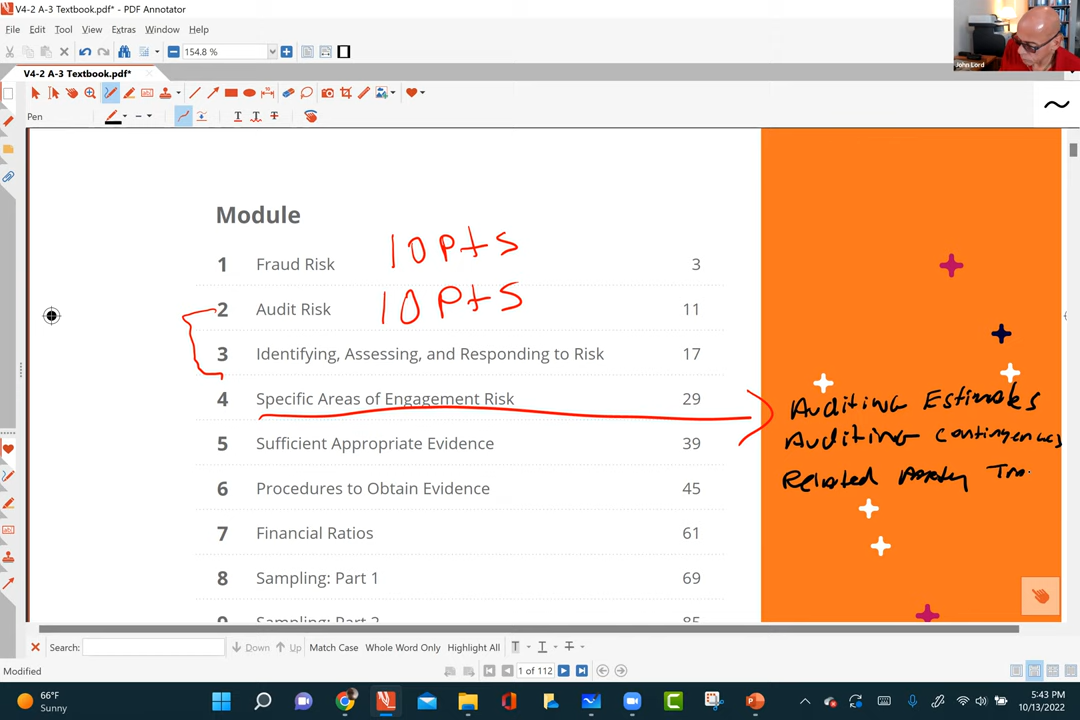 V4-2 A-3 Textbook.pdf* - PDF Annotator
File Edit Tool View Extras Window Help
154.8 %
V4-2 A-3 Textbook.pdf*
Pen
John Lord
Module
1 Fraud Risk 10 Pts 3
2 Audit Risk 10 Pts 11
3 Identifying, Assessing, and Responding to Risk 17
4 Specific Areas of Engagement Risk 29
Auditing Estimates
5 Sufficient Appropriate Evidence 39
Auditing Contingencies
6 Procedures to Obtain Evidence 45
Related Party
7 Financial Ratios 61
8 Sampling: Part 1 69
9 Sampling: Part 2 85
Search: Down Up Match Case Whole Word Only Highlight All
Modified 1 of 112
66°F
Sunny
5:43 PM
10/13/2022